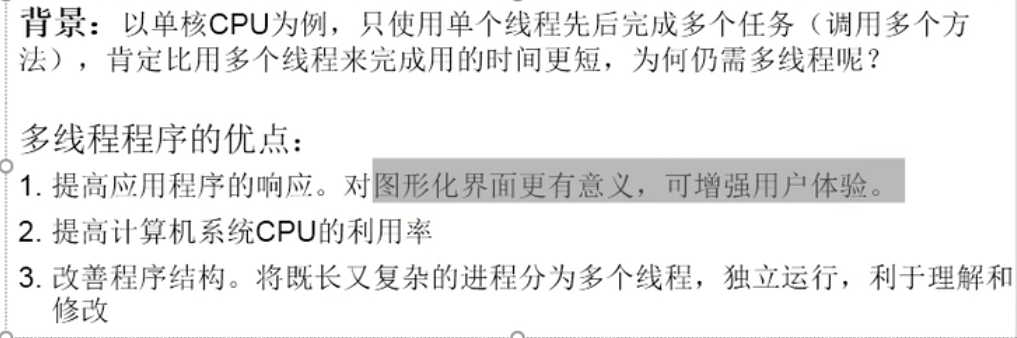 背景：以单核CPU为例，只使用单个线程先后完成多个任务（调用多个方
法），肯定比用多个线程来完成用的时间更短，为何仍需多线程呢？
多线程程序的优点：
1. 提高应用程序的响应。对图形化界面更有意义，可增强用户体验。
2. 提高计算机系统CPU的利用率
3. 改善程序结构。将既长又复杂的进程分为多个线程，独立运行，利于理解和
修改